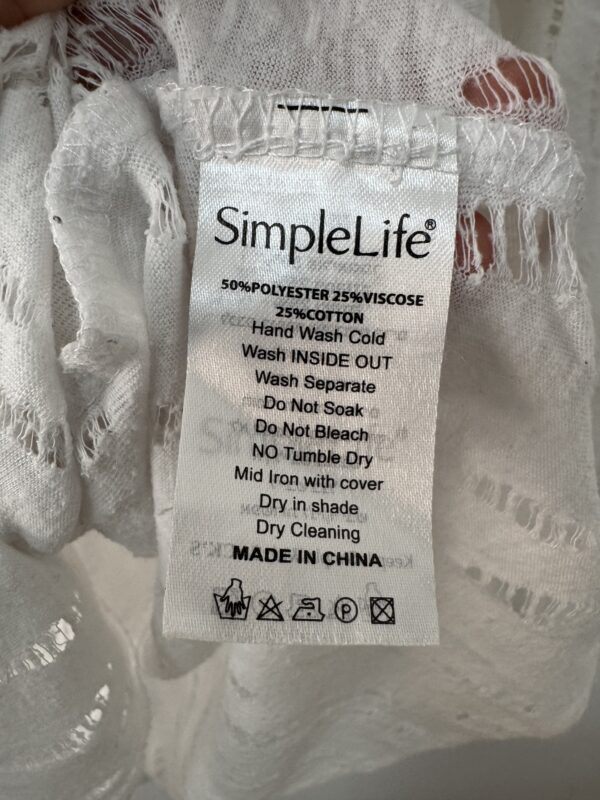 SimpleLife®
50%POLYESTER 25%VISCOSE
25%COTTON
Hand Wash Cold
Wash INSIDE OUT
Wash Separate
Do Not Soak
Do Not Bleach
NO Tumble Dry
Mid Iron with cover
Dry in shade
Dry Cleaning
MADE IN CHINA
P